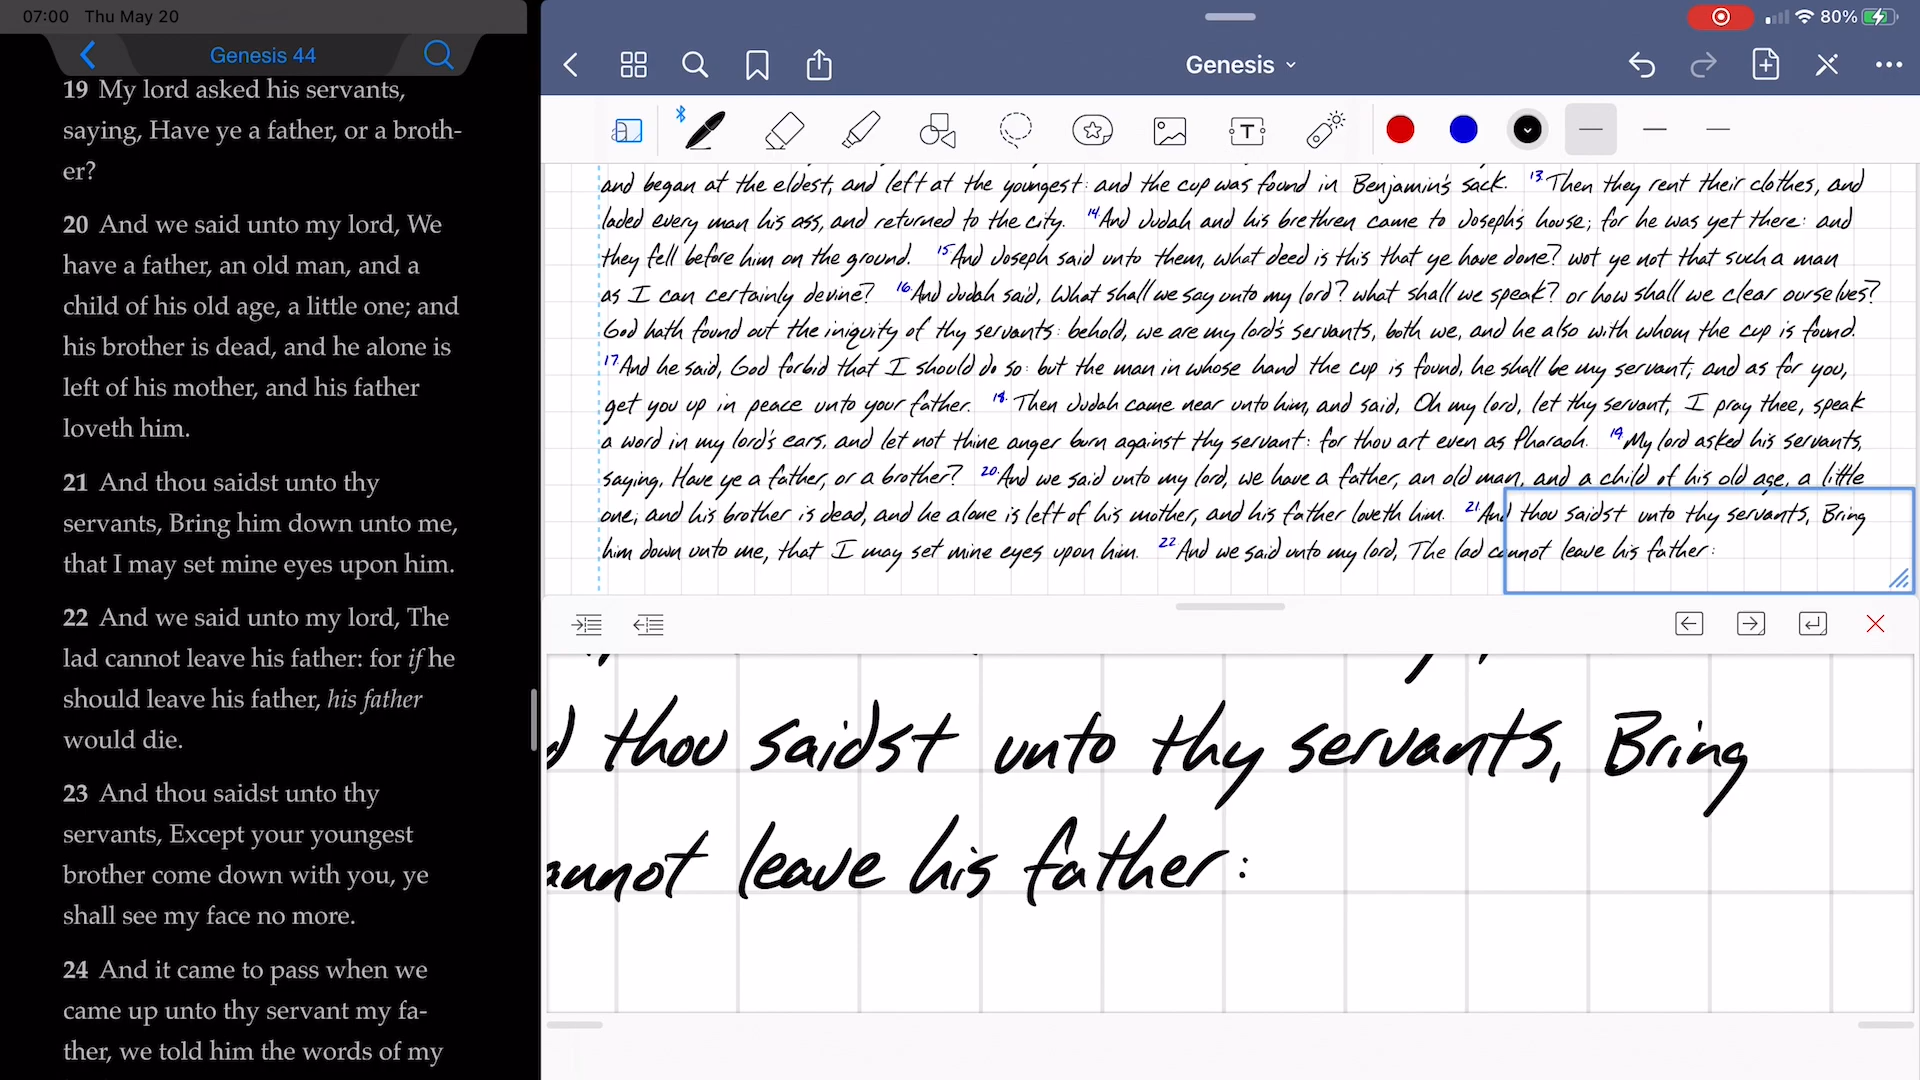 07:00 Thu May 20
Genesis 44
19 My lord asked his servants,
saying, Have ye a father, or a broth-
er?
20 And we said unto my lord, We
have a father, an old man, and a
child of his old age, a little one; and
his brother is dead, and he alone is
left of his mother, and his father
loveth him.
21 And thou saidst unto thy
servants, Bring him down unto me,
that I may set mine eyes upon him.
22 And we said unto my lord, The
lad cannot leave his father: for if he
should leave his father, his father
would die.
23 And thou saidst unto thy
servants, Except your youngest
brother come down with you, ye
shall see my face no more.
24 And it came to pass when we
came up unto thy servant my fa-
ther, we told him the words of my
80%
Genesis
and began at the eldest, and left at the youngest: and the cup was found in Benjamin's sack. 13 Then they rent their clothes, and
laded every man his ass, and returned to the city. 14 And Judah and his brethren came to Joseph's house; for he was yet there: and
they fell before him on the ground. 15 And Joseph said unto them, what deed is this that ye have done? wot ye not that such a man
as I can certainly devine? 16 And Judah said, What shall we say unto my lord? what shall we speak? or how shall we clear ourselves?
God hath found out the iniquity of thy servants: behold, we are my lord's servants, both we, and he also with whom the cup is found.
17 And he said, God forbid that I should do so: but the man in whose hand the cup is found, he shall be my servant; and as for you,
get you up in peace unto your father. 18. Then Judah came near unto him, and said, Oh my lord, let thy servant, I pray thee, speak
a word in my lord's ears, and let not thine anger burn against thy servant: for thou art even as Pharaoh. 19 My lord asked his servants,
saying, Have ye a father, or a brother? 20. And we said unto my lord, we have a father, an old man, and a child of his old age, a little
one; and his brother is dead, and he alone is left of his mother, and his father loveth him. 21. And thou saidst unto thy servants, Bring
him down unto me, that I may set mine eyes upon him. 22 And we said unto my lord, The lad cannot leave his father:
d thou saidst unto thy servants, Bring
annot leave his father: